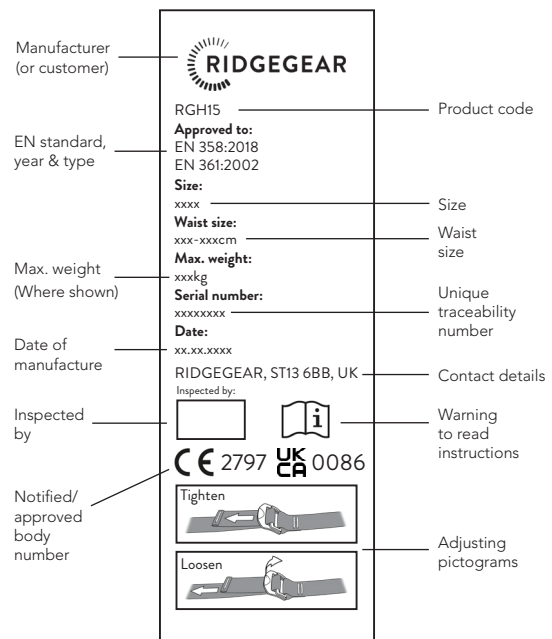 Manufacturer
(or customer)
RIDGEGEAR
RGH15
Product code
Approved to:
EN standard,
year & type
EN 358:2018
EN 361:2002
Size:
xxxx
Size
Waist size:
xxx-xxxcm
Waist
size
Max. weight:
Max. weight
(Where shown)
xxxkg
Serial number:
xxxxxxxx
Unique
traceability
number
Date:
Date of
manufacture
xx.xx.xxxx
RIDGEGEAR, ST13 6BB, UK
Contact details
Inspected by:
Inspected
by
i
Warning
to read
instructions
CE 2797 UKCA 0086
Notified/
approved
body
number
Tighten
Loosen
Adjusting
pictograms